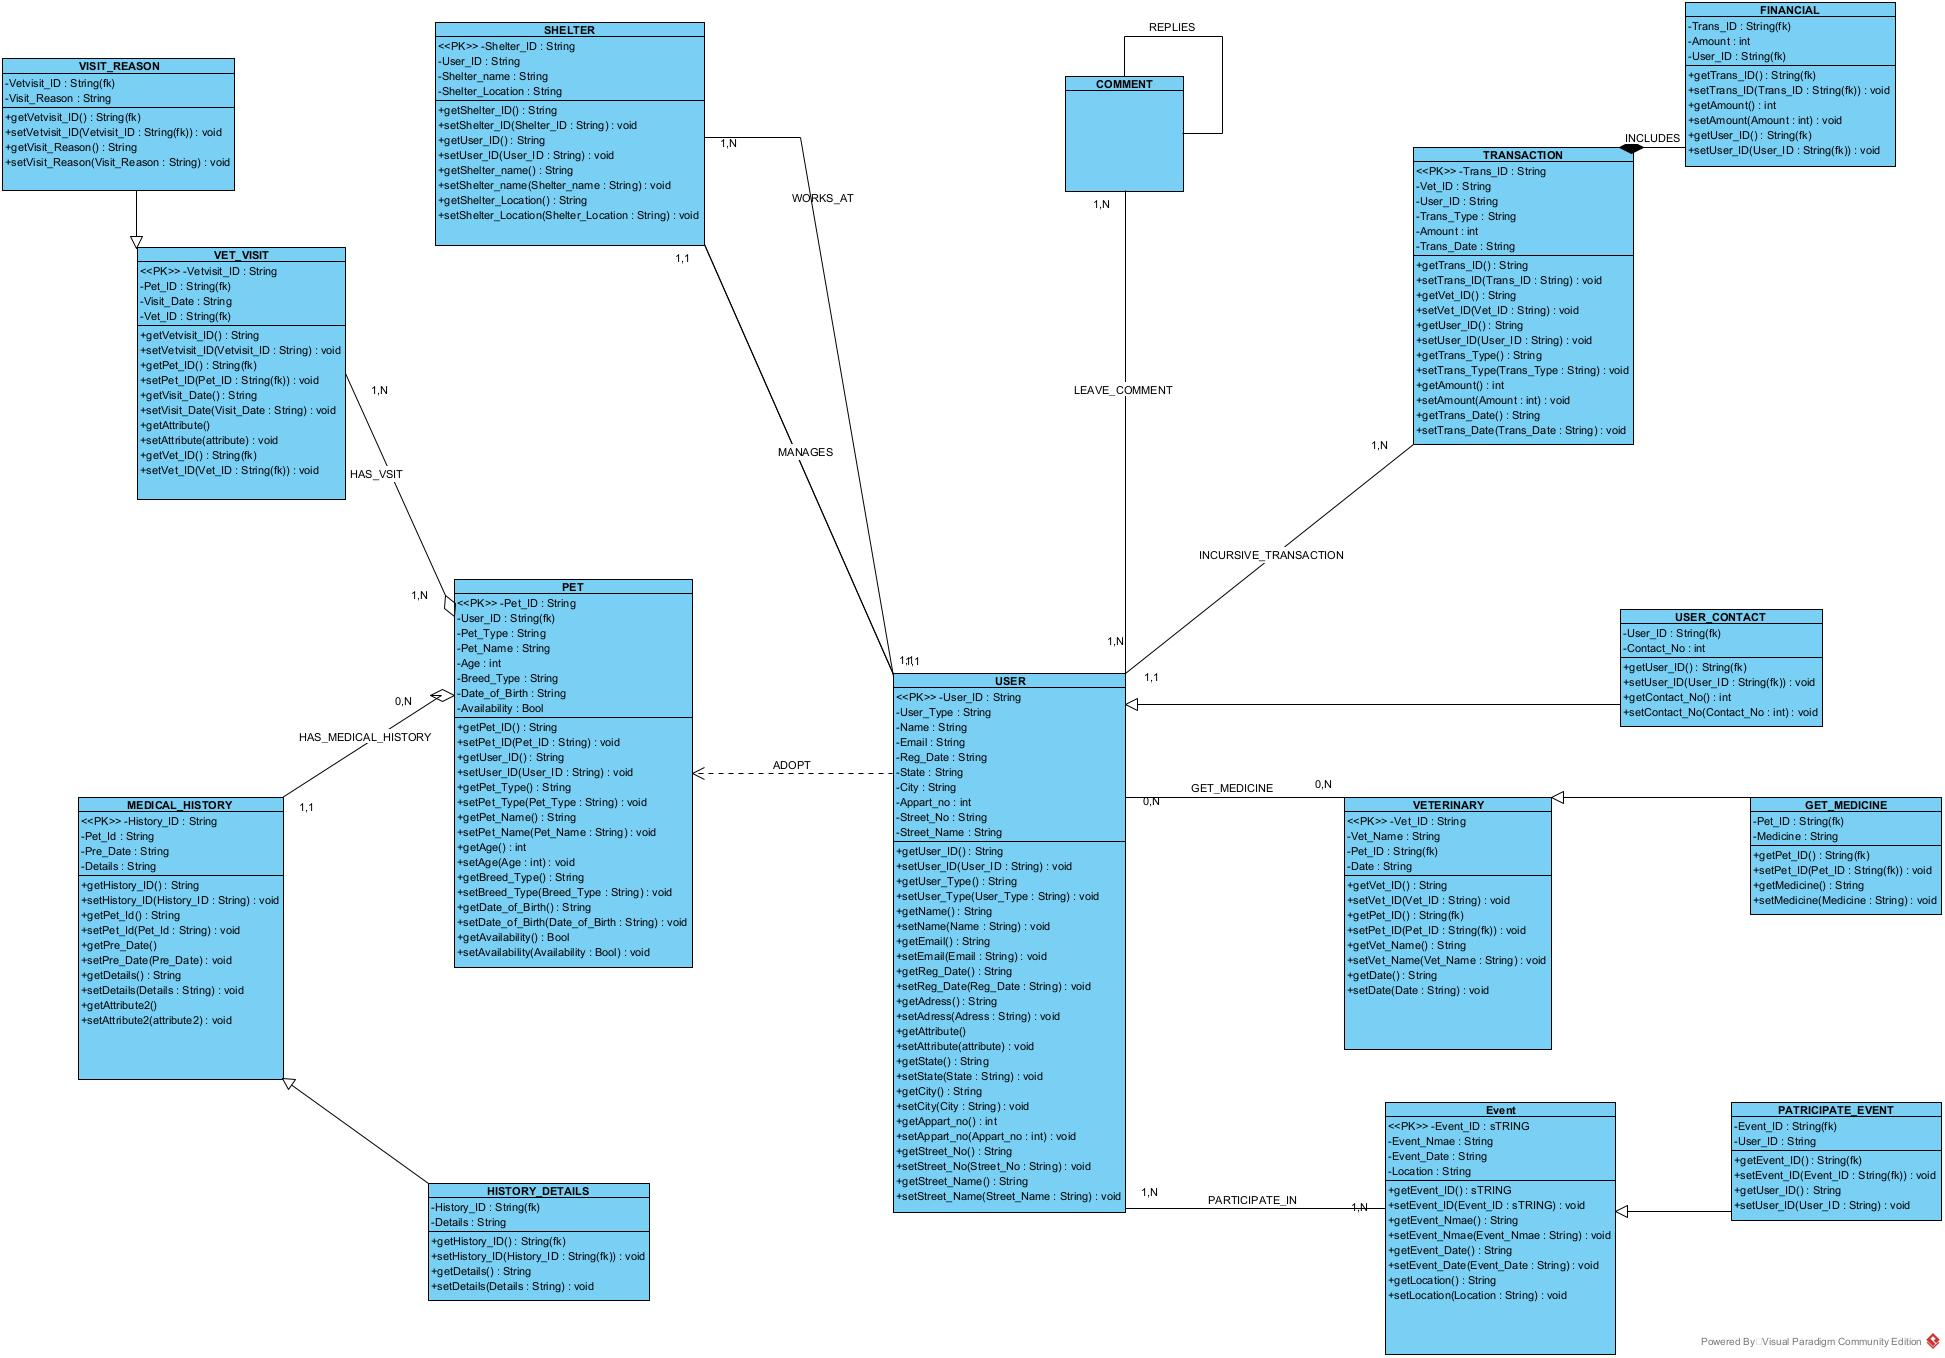 VISIT_REASON
-Vetvisit_ID : String(fk)
-Visit_Reason : String
+getVetvisit_ID() : String(fk)
+setVetvisit_ID(Vetvisit_ID : String(fk)) : void
+getVisit_Reason() : String
+setVisit_Reason(Visit_Reason : String) : void
SHELTER
<<PK>> -Shelter_ID : String
-User_ID : String
-Shelter_name : String
-Shelter_Location : String
+getShelter_ID() : String
+setShelter_ID(Shelter_ID : String) : void
+getUser_ID() : String
+setUser_ID(User_ID : String) : void
+getShelter_name() : String
+setShelter_name(Shelter_name : String) : void
+getShelter_Location() : String
+setShelter_Location(Shelter_Location : String) : void
1,N
WORKS_AT
1,1
MANAGES
REPLIES
COMMENT
1,N
LEAVE_COMMENT
1,N
FINANCIAL
-Trans_ID : String(fk)
-Amount : int
-User_ID : String(fk)
+getTrans_ID() : String(fk)
+setTrans_ID(Trans_ID : String(fk)) : void
+getAmount() : int
+setAmount(Amount : int) : void
+getUser_ID() : String(fk)
+setUser_ID(User_ID : String(fk)) : void
INCLUDES
TRANSACTION
<<PK>> -Trans_ID : String
-Vet_ID : String
-User_ID : String
-Trans_Type : String
-Amount : int
-Trans_Date : String
+getTrans_ID() : String
+setTrans_ID(Trans_ID : String) : void
+getVet_ID() : String
+setVet_ID(Vet_ID : String) : void
+getUser_ID() : String
+setUser_ID(User_ID : String) : void
+getTrans_Type() : String
+setTrans_Type(Trans_Type : String) : void
+getAmount() : int
+setAmount(Amount : int) : void
+getTrans_Date() : String
+setTrans_Date(Trans_Date : String) : void
1,N
INCURSIVE_TRANSACTION
1,1
VET_VISIT
<<PK>> -Vetvisit_ID : String
-Pet_ID : String(fk)
-Visit_Date : String
-Vet_ID : String(fk)
+getVetvisit_ID() : String
+setVetvisit_ID(Vetvisit_ID : String) : void
+getPet_ID() : String(fk)
+setPet_ID(Pet_ID : String(fk)) : void
+getVisit_Date() : String
+setVisit_Date(Visit_Date : String) : void
+getAttribute()
+setAttribute(attribute) : void
+getVet_ID() : String(fk)
+setVet_ID(Vet_ID : String(fk)) : void
1,N
HAS_VSIT
1,N
PET
<<PK>> -Pet_ID : String
-User_ID : String(fk)
-Pet_Type : String
-Pet_Name : String
-Age : int
-Breed_Type : String
-Date_of_Birth : String
-Availability : Bool
+getPet_ID() : String
+setPet_ID(Pet_ID : String) : void
+getUser_ID() : String
+setUser_ID(User_ID : String) : void
+getPet_Type() : String
+setPet_Type(Pet_Type : String) : void
+getPet_Name() : String
+setPet_Name(Pet_Name : String) : void
+getAge() : int
+setAge(Age : int) : void
+getBreed_Type() : String
+setBreed_Type(Breed_Type : String) : void
+getDate_of_Birth() : String
+setDate_of_Birth(Date_of_Birth : String) : void
+getAvailability() : Bool
+setAvailability(Availability : Bool) : void
0,N
HAS_MEDICAL_HISTORY
1,1
MEDICAL_HISTORY
<<PK>> -History_ID : String
-Pet_Id : String
-Pre_Date : String
-Details : String
+getHistory_ID() : String
+setHistory_ID(History_ID : String) : void
+getPet_Id() : String
+setPet_Id(Pet_Id : String) : void
+getPre_Date()
+setPre_Date(Pre_Date) : void
+getDetails() : String
+setDetails(Details : String) : void
+getAttribute2()
+setAttribute2(attribute2) : void
HISTORY_DETAILS
-History_ID : String(fk)
-Details : String
+getHistory_ID() : String(fk)
+setHistory_ID(History_ID : String(fk)) : void
+getDetails() : String
+setDetails(Details : String) : void
ADOPT
USER
<<PK>> -User_ID : String
-User_Type : String
-Name : String
-Email : String
-Reg_Date : String
-State : String
-City : String
-Appart_no : int
-Street_No : String
-Street_Name : String
+getUser_ID() : String
+setUser_ID(User_ID : String) : void
+getUser_Type() : String
+setUser_Type(User_Type : String) : void
+getName() : String
+setName(Name : String) : void
+getEmail() : String
+setEmail(Email : String) : void
+getReg_Date() : String
+setReg_Date(Reg_Date : String) : void
+getAdress() : String
+setAdress(Adress : String) : void
+getAttribute()
+setAttribute(attribute) : void
+getState() : String
+setState(State : String) : void
+getCity() : String
+setCity(City : String) : void
+getAppart_no() : int
+setAppart_no(Appart_no : int) : void
+getStreet_No() : String
+setStreet_No(Street_No : String) : void
+getStreet_Name() : String
+setStreet_Name(Street_Name : String) : void
USER_CONTACT
-User_ID : String(fk)
-Contact_No : int
+getUser_ID() : String(fk)
+setUser_ID(User_ID : String(fk)) : void
+getContact_No() : int
+setContact_No(Contact_No : int) : void
0,N
GET_MEDICINE
0,N
VETERINARY
<<PK>> -Vet_ID : String
-Vet_Name : String
-Pet_ID : String(fk)
-Date : String
+getVet_ID() : String
+setVet_ID(Vet_ID : String) : void
+getPet_ID() : String(fk)
+setPet_ID(Pet_ID : String(fk)) : void
+getVet_Name() : String
+setVet_Name(Vet_Name : String) : void
+getDate() : String
+setDate(Date : String) : void
GET_MEDICINE
-Pet_ID : String(fk)
-Medicine : String
+getPet_ID() : String(fk)
+setPet_ID(Pet_ID : String(fk)) : void
+getMedicine() : String
+setMedicine(Medicine : String) : void
1,N
PARTICIPATE_IN
1,N
Event
<<PK>> -Event_ID : sTRING
-Event_Nmae : String
-Event_Date : String
-Location : String
+getEvent_ID() : sTRING
+setEvent_ID(Event_ID : sTRING) : void
+getEvent_Nmae() : String
+setEvent_Nmae(Event_Nmae : String) : void
+getEvent_Date() : String
+setEvent_Date(Event_Date : String) : void
+getLocation() : String
+setLocation(Location : String) : void
PATRICIPATE_EVENT
-Event_ID : String(fk)
-User_ID : String
+getEvent_ID() : String(fk)
+setEvent_ID(Event_ID : String(fk)) : void
+getUser_ID() : String
+setUser_ID(User_ID : String) : void
Powered By Visual Paradigm Community Edition